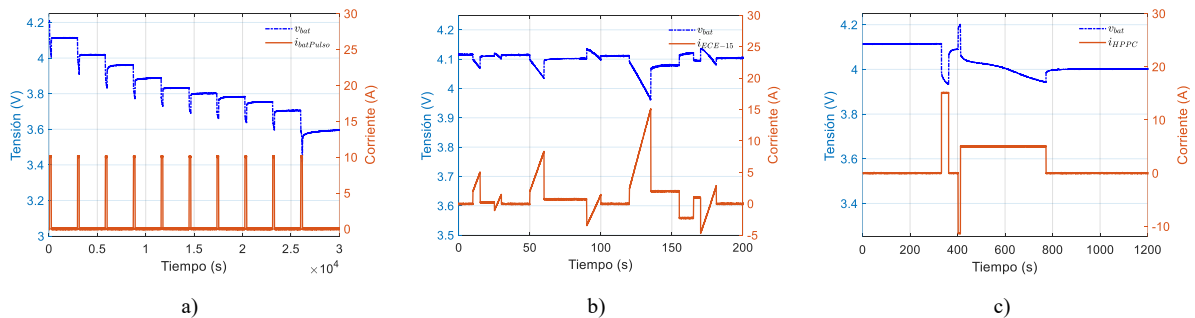 4.2
4
3.8
3.6
3.4
3.2
3
Tensión (V)
30
25
20
15
10
5
0
Corriente (A)
v_bat
i_batPulso
0 0.5 1 1.5 2 2.5 3
Tiempo (s)
×10^4
a)
4.2
4.1
4
3.9
3.8
3.7
3.6
3.5
Tensión (V)
30
25
20
15
10
5
0
-5
Corriente (A)
v_bat
i_ECE-15
0 50 100 150 200
Tiempo (s)
b)
4.2
4
3.8
3.6
3.4
Tensión (V)
30
20
10
0
-10
Corriente (A)
v_bat
i_HPPC
0 200 400 600 800 1000 1200
Tiempo (s)
c)